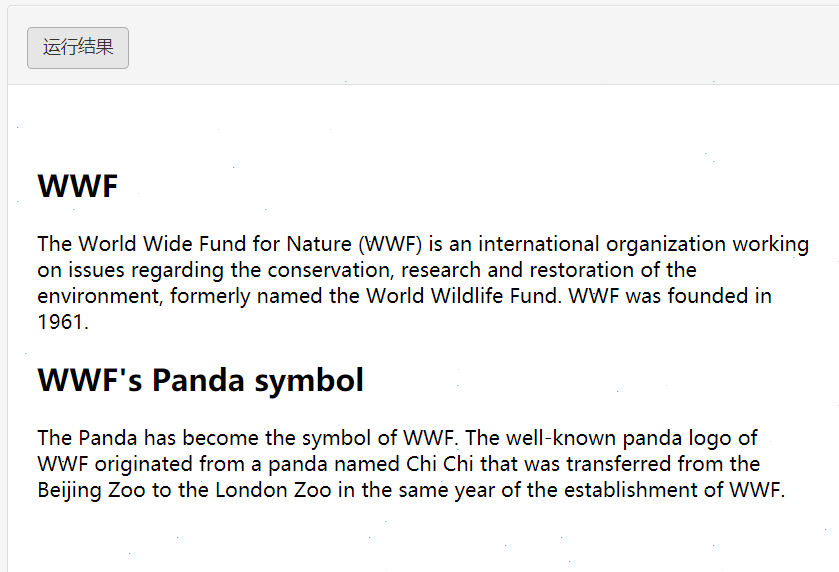 运行结果
WWF
The World Wide Fund for Nature (WWF) is an international organization working
on issues regarding the conservation, research and restoration of the
environment, formerly named the World Wildlife Fund. WWF was founded in
1961.
WWF's Panda symbol
The Panda has become the symbol of WWF. The well-known panda logo of
WWF originated from a panda named Chi Chi that was transferred from the
Beijing Zoo to the London Zoo in the same year of the establishment of WWF.